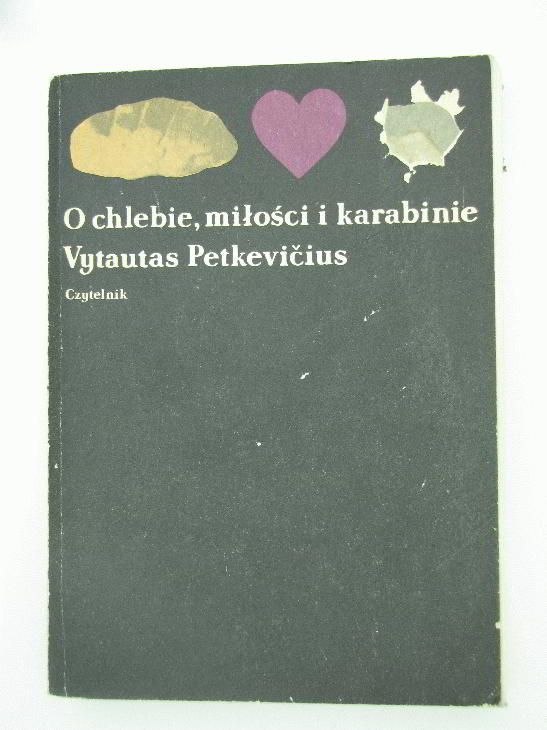 O chlebie, miłości i karabinie
Vytautas Petkevičius
Czytelnik